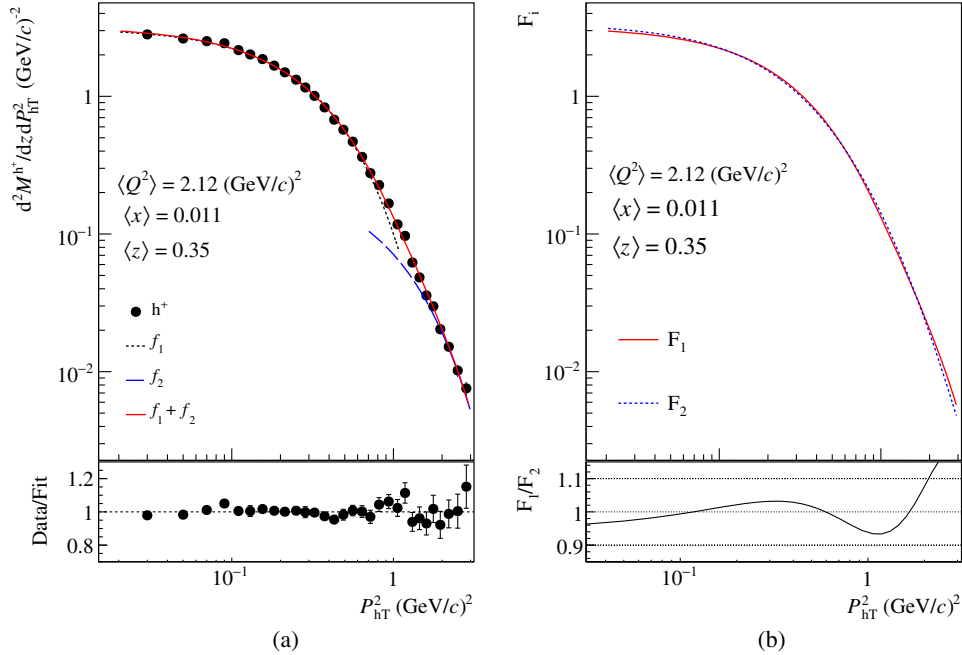 d²M^h⁺/dzdP²_hT (GeV/c)⁻²
1
10⁻¹
10⁻²
⟨Q²⟩ = 2.12 (GeV/c)²
⟨x⟩ = 0.011
⟨z⟩ = 0.35
h⁺
f₁
f₂
f₁ + f₂
Data/Fit
1.2
1
0.8
10⁻¹
1
P²_hT (GeV/c)²
(a)
F_i
1
10⁻¹
10⁻²
⟨Q²⟩ = 2.12 (GeV/c)²
⟨x⟩ = 0.011
⟨z⟩ = 0.35
F₁
F₂
F₁/F₂
1.1
1
0.9
10⁻¹
1
P²_hT (GeV/c)²
(b)